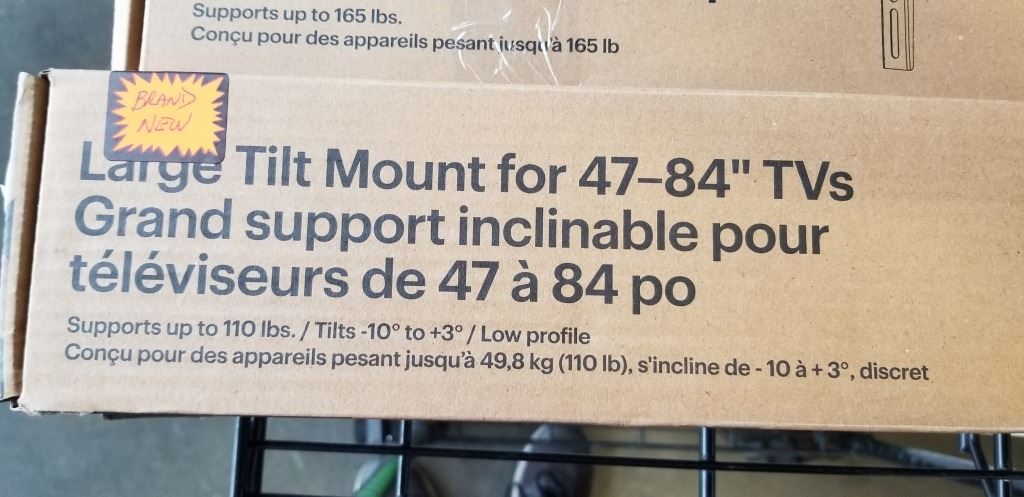 Supports up to 165 lbs.
Conçu pour des appareils pesant jusqu'à 165 lb
BRAND
NEW
Large Tilt Mount for 47–84" TVs
Grand support inclinable pour
téléviseurs de 47 à 84 po
Supports up to 110 lbs. / Tilts -10° to +3° / Low profile
Conçu pour des appareils pesant jusqu'à 49,8 kg (110 lb), s'incline de - 10 à + 3°, discret